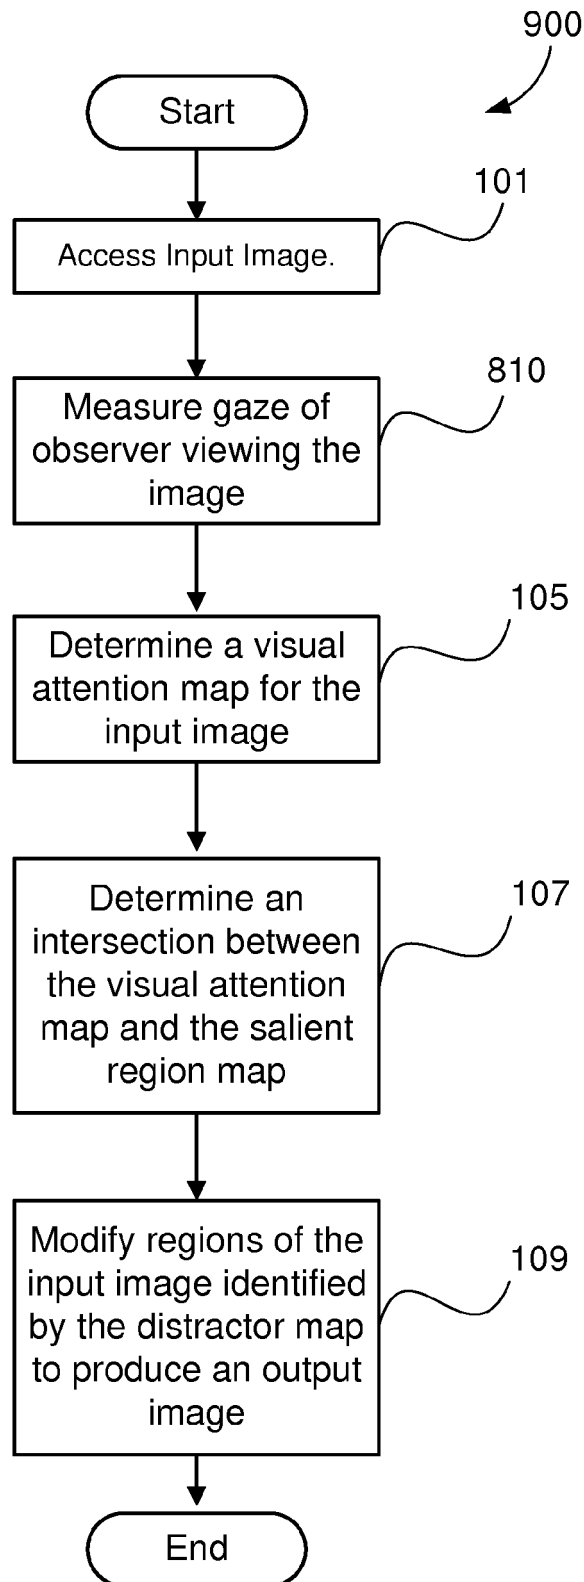 900
Start
101
Access Input Image.
810
Measure gaze of
observer viewing the
image
105
Determine a visual
attention map for the
input image
107
Determine an
intersection between
the visual attention
map and the salient
region map
109
Modify regions of the
input image identified
by the distractor map
to produce an output
image
End